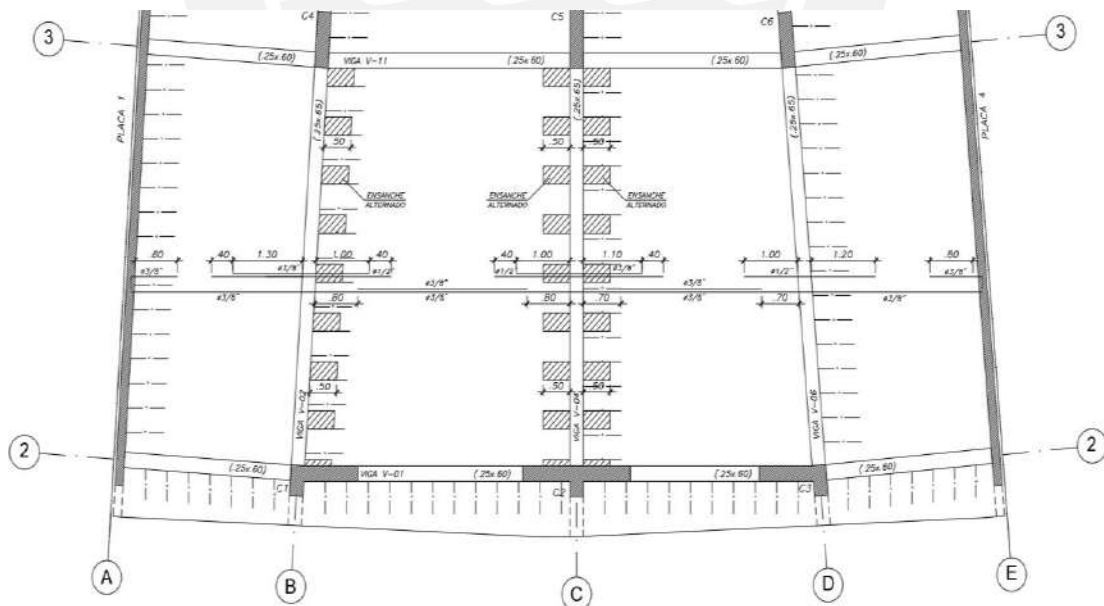 C4
C5
C6
3
3
(.25x.60)
VIGA V-11
(.25x.60)
(.25x.60)
(.25x.60)
PLACA 1
(.25x.65)
(.25x.65)
(.25x.65)
PLACA 4
.50
.50
.50
ENSANCHE
ALTERNADO
ENSANCHE
ALTERNADO
.80
.40
1.30
1.00
.40
.40
1.00
1.10
.40
1.00
1.20
.80
ø3/8"
ø3/8"
ø1/2"
ø1/2"
ø3/8"
ø1/2"
ø3/8"
ø3/8"
ø3/8"
ø3/8"
ø3/8"
ø3/8"
ø3/8"
.80
.80
.70
.70
.50
.50
.50
VIGA V-02
VIGA V-04
VIGA V-06
2
2
(.25x.60)
VIGA V-01
(.25x.60)
(.25x.60)
(.25x.60)
C1
C2
C3
A
B
C
D
E